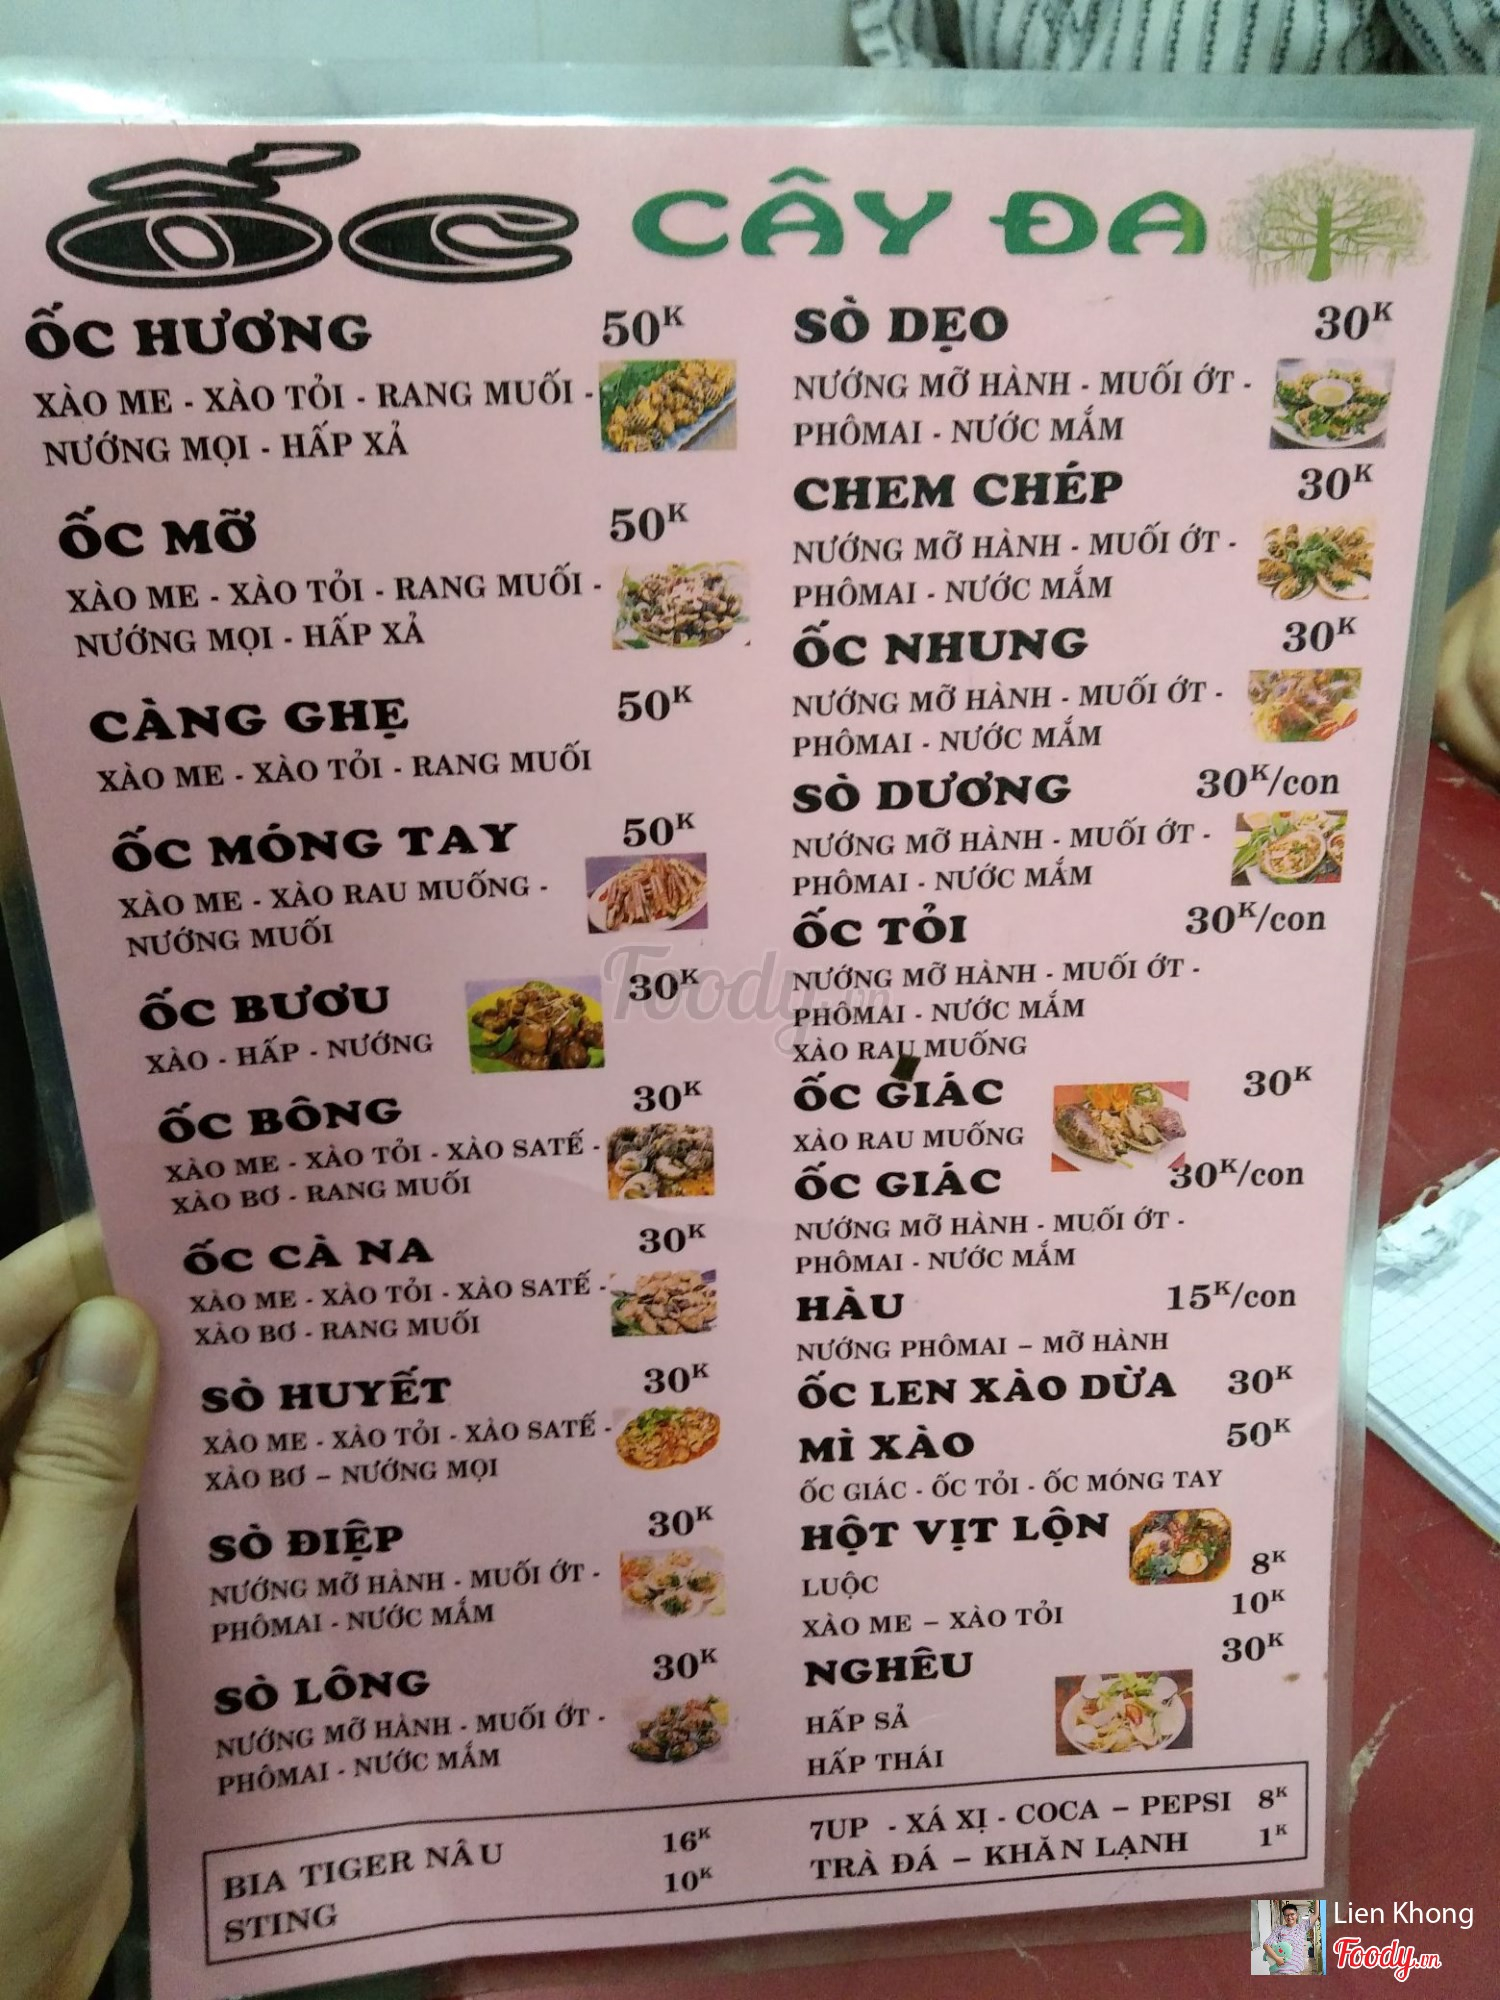 ỐC CÂY ĐA
ỐC HƯƠNG 50K
XÀO ME - XÀO TỎI - RANG MUỐI -
NƯỚNG MỌI - HẤP XẢ
ỐC MỠ 50K
XÀO ME - XÀO TỎI - RANG MUỐI -
NƯỚNG MỌI - HẤP XẢ
CÀNG GHẸ 50K
XÀO ME - XÀO TỎI - RANG MUỐI
ỐC MÓNG TAY 50K
XÀO ME - XÀO RAU MUỐNG -
NƯỚNG MUỐI
ỐC BƯƠU 30K
XÀO - HẤP - NƯỚNG
ỐC BÔNG 30K
XÀO ME - XÀO TỎI - XÀO SATẾ -
XÀO BƠ - RANG MUỐI
ỐC CÀ NA 30K
XÀO ME - XÀO TỎI - XÀO SATẾ -
XÀO BƠ - RANG MUỐI
SÒ HUYẾT 30K
XÀO ME - XÀO TỎI - XÀO SATẾ -
XÀO BƠ – NƯỚNG MỌI
SÒ ĐIỆP 30K
NƯỚNG MỠ HÀNH - MUỐI ỚT -
PHÔMAI - NƯỚC MẮM
SÒ LÔNG 30K
NƯỚNG MỠ HÀNH - MUỐI ỚT -
PHÔMAI - NƯỚC MẮM
SÒ DẸO 30K
NƯỚNG MỠ HÀNH - MUỐI ỚT -
PHÔMAI - NƯỚC MẮM
CHEM CHÉP 30K
NƯỚNG MỠ HÀNH - MUỐI ỚT -
PHÔMAI - NƯỚC MẮM
ỐC NHUNG 30K
NƯỚNG MỠ HÀNH - MUỐI ỚT -
PHÔMAI - NƯỚC MẮM
SÒ DƯƠNG 30K/con
NƯỚNG MỠ HÀNH - MUỐI ỚT -
PHÔMAI - NƯỚC MẮM
ỐC TỎI 30K/con
NƯỚNG MỠ HÀNH - MUỐI ỚT -
PHÔMAI - NƯỚC MẮM
XÀO RAU MUỐNG
ỐC GIÁC 30K
XÀO RAU MUỐNG
ỐC GIÁC 30K/con
NƯỚNG MỠ HÀNH - MUỐI ỚT -
PHÔMAI - NƯỚC MẮM
HÀU 15K/con
NƯỚNG PHÔMAI – MỠ HÀNH
ỐC LEN XÀO DỪA 30K
MÌ XÀO 50K
ỐC GIÁC - ỐC TỎI - ỐC MÓNG TAY
HỘT VỊT LỘN
LUỘC 8K
XÀO ME – XÀO TỎI 10K
NGHÊU 30K
HẤP SẢ
HẤP THÁI
BIA TIGER NÂU 16K
STING 10K
7UP - XÁ XỊ - COCA – PEPSI 8K
TRÀ ĐÁ – KHĂN LẠNH 1K
Foody.vn
Lien Khong
Foody.vn